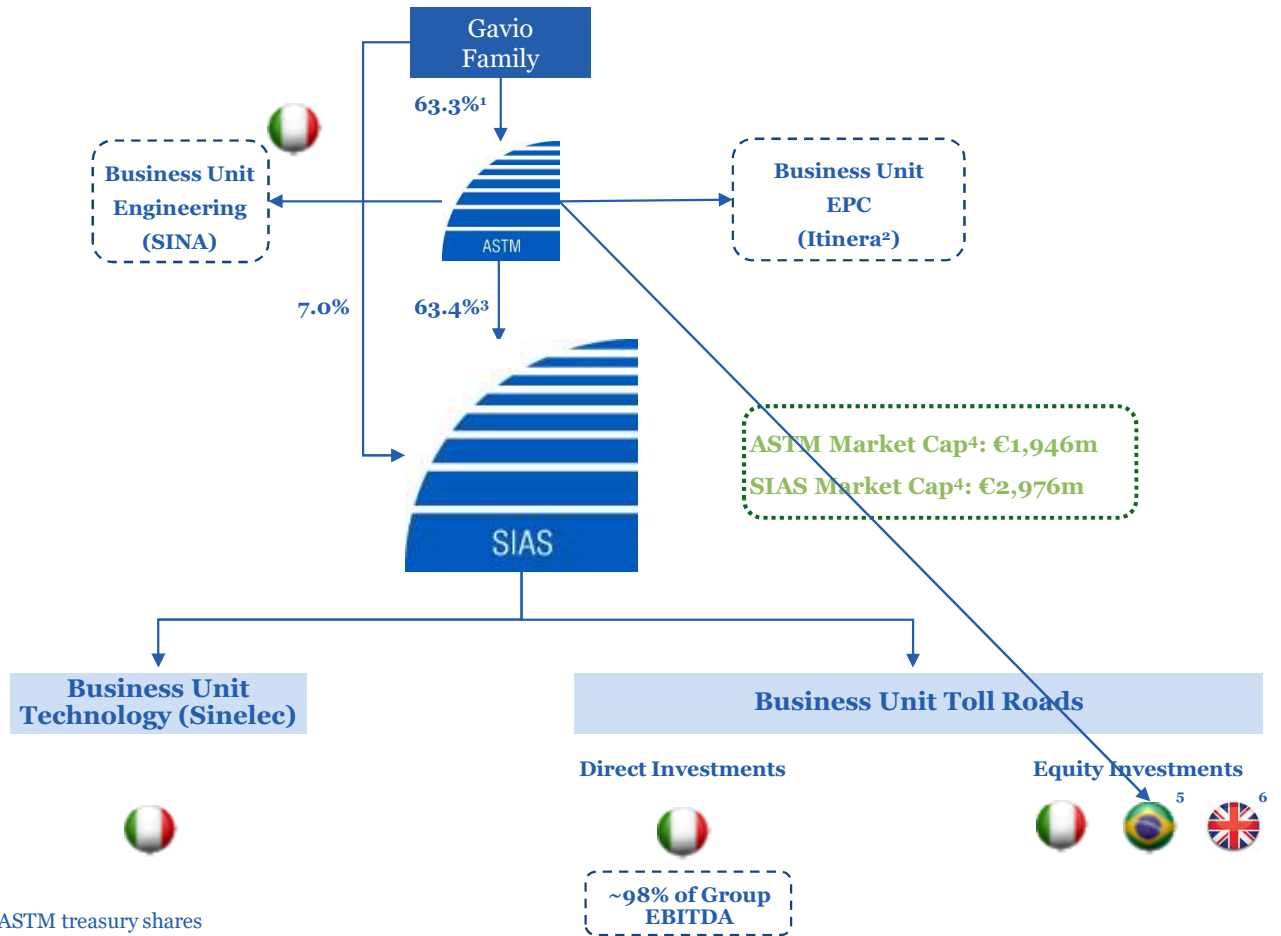 Gavio
Family
63.3%¹
Business Unit
Engineering
(SINA)
ASTM
Business Unit
EPC
(Itinera²)
7.0%
63.4%³
SIAS
ASTM Market Cap⁴: €1,946m
SIAS Market Cap⁴: €2,976m
Business Unit
Technology (Sinelec)
Business Unit Toll Roads
Direct Investments
Equity Investments
5
6
~98% of Group
EBITDA
ASTM treasury shares